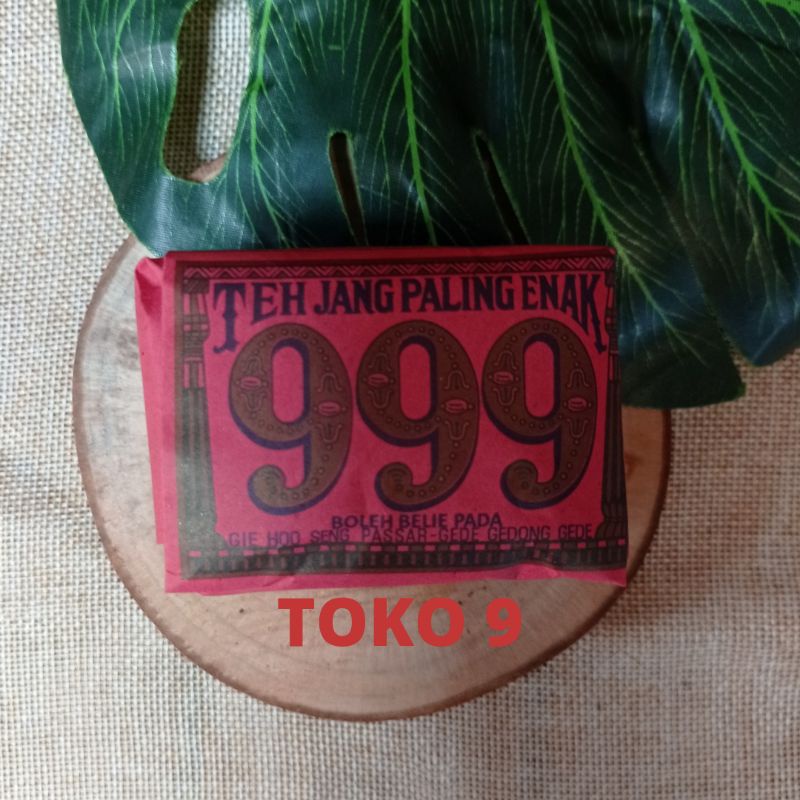 TEH JANG PALING ENAK
999
BOLEH BELIE PADA
GIE HOO SENG PASSAR-GEDE GEDONG GEDE
TOKO 9